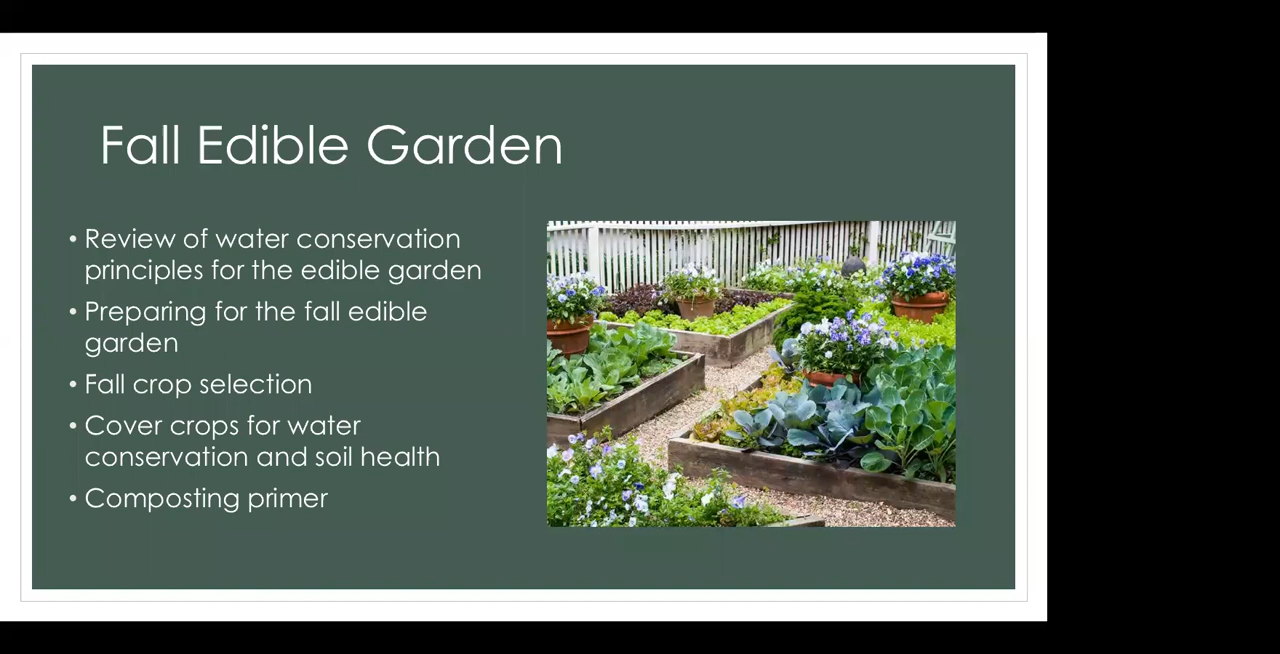 Fall Edible Garden
• Review of water conservation
principles for the edible garden
• Preparing for the fall edible
garden
• Fall crop selection
• Cover crops for water
conservation and soil health
• Composting primer